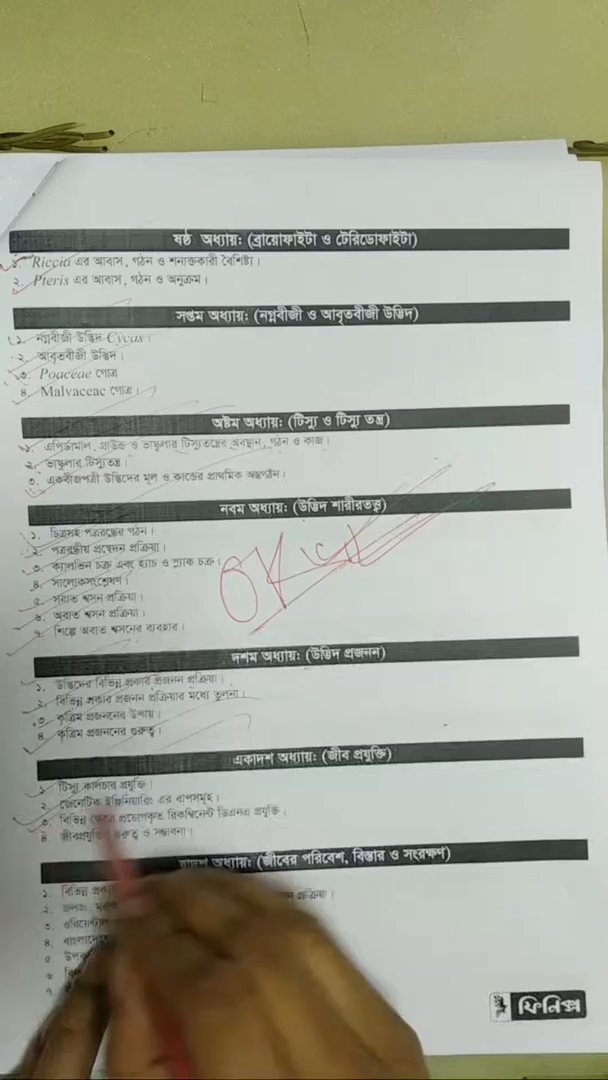 ষষ্ঠ অধ্যায়: (ব্রায়োফাইটা ও টেরিডোফাইটা)
১. Riccia এর আবাস, গঠন ও শনাক্তকারী বৈশিষ্ট্য।
২. Pteris এর আবাস, গঠন ও অনুক্রম।
সপ্তম অধ্যায়: (নগ্নবীজী ও আবৃতবীজী উদ্ভিদ)
১. নগ্নবীজী উদ্ভিদ-Cycas।
২. আবৃতবীজী উদ্ভিদ।
৩. Poaceae গোত্র
৪. Malvaceae গোত্র।
অষ্টম অধ্যায়: (টিস্যু ও টিস্যু তন্ত্র)
১. এপিডার্মাল, গ্রাউন্ড ও ভাস্কুলার টিস্যুতন্ত্রের অবস্থান, গঠন ও কাজ।
২. ভাস্কুলার টিস্যুতন্ত্র।
৩. একবীজপত্রী উদ্ভিদের মূল ও কান্ডের প্রাথমিক অন্তর্গঠন।
নবম অধ্যায়: (উদ্ভিদ শারীরতত্ত্ব)
১. চিত্রসহ পত্ররন্ধ্রের গঠন।
২. পত্ররন্ধ্রীয় প্রস্বেদন প্রক্রিয়া।
৩. ক্যালভিন চক্র এবং হ্যাচ ও স্ল্যাক চক্র।
৪. সালোকসংশ্লেষণ।
৫. সবাত শ্বসন প্রক্রিয়া।
৬. অবাত শ্বসন প্রক্রিয়া।
৭. শিল্পে অবাত শ্বসনের ব্যবহার।
OK
দশম অধ্যায়: (উদ্ভিদ প্রজনন)
১. উদ্ভিদের বিভিন্ন প্রকার প্রজনন প্রক্রিয়া।
২. বিভিন্ন প্রকার প্রজনন প্রক্রিয়ার মধ্যে তুলনা।
৩. কৃত্রিম প্রজননের উপায়।
৪. কৃত্রিম প্রজননের গুরুত্ব।
একাদশ অধ্যায়: (জীব প্রযুক্তি)
১. টিস্যু কালচার প্রযুক্তি।
২. জেনেটিক ইঞ্জিনিয়ারিং এর ধাপসমূহ।
৩. বিভিন্ন ক্ষেত্রে প্রয়োগকৃত রিকম্বিনেন্ট ডিএনএ প্রযুক্তি।
৪. জীবপ্রযুক্তির গুরুত্ব ও সম্ভাবনা।
অধ্যায়: (জীবের পরিবেশ, বিস্তার ও সংরক্ষণ)
১. বিভিন্ন প্রক্রিয়া।
২.
৩.
৪.
৫.
৬
৭
ফিনিক্স